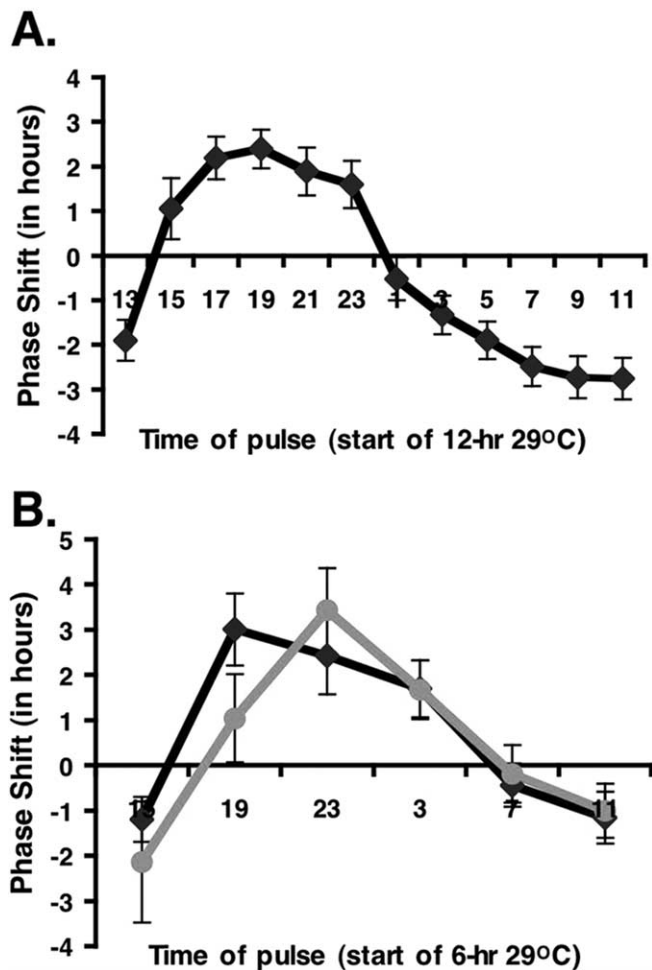 A.
Phase Shift (in hours)
4
3
2
1
0
-1
-2
-3
-4
13 15 17 19 21 23 1 3 5 7 9 11
Time of pulse (start of 12-hr 29ºC)
B.
Phase Shift (in hours)
5
4
3
2
1
0
-1
-2
-3
-4
19 23 3 7 11
Time of pulse (start of 6-hr 29ºC)